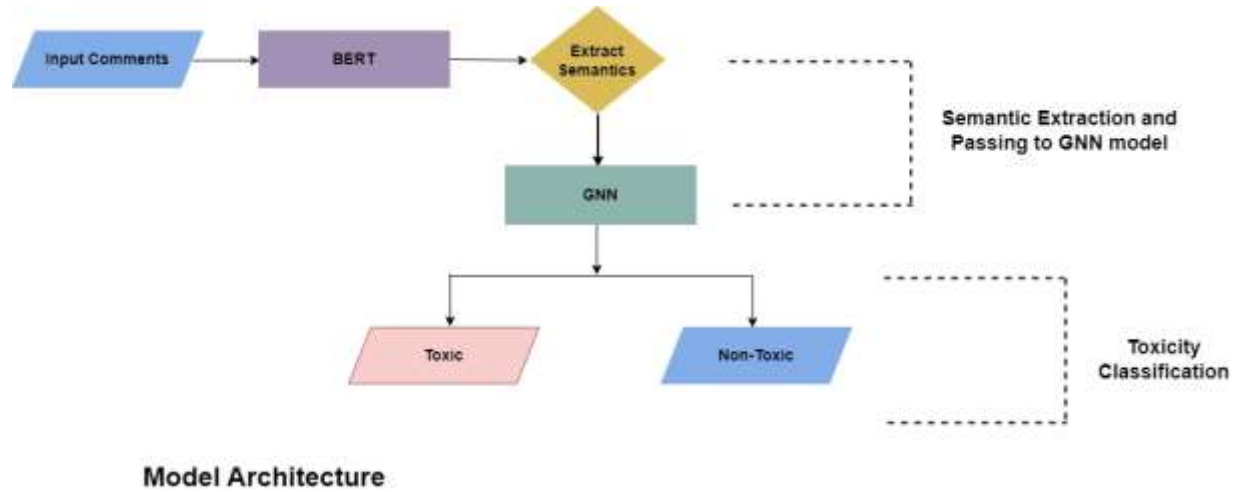 Input Comments
BERT
Extract
Semantics
Semantic Extraction and
Passing to GNN model
GNN
Toxic
Non-Toxic
Toxicity
Classification
Model Architecture